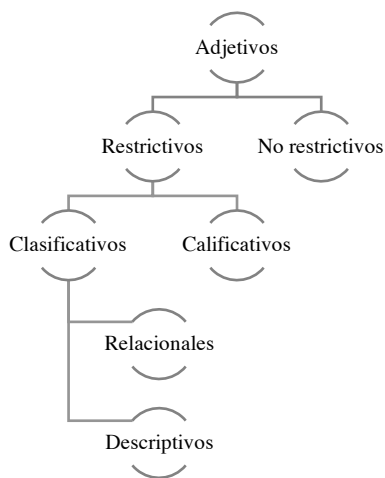 Adjetivos
Restrictivos
No restrictivos
Clasificativos
Calificativos
Relacionales
Descriptivos